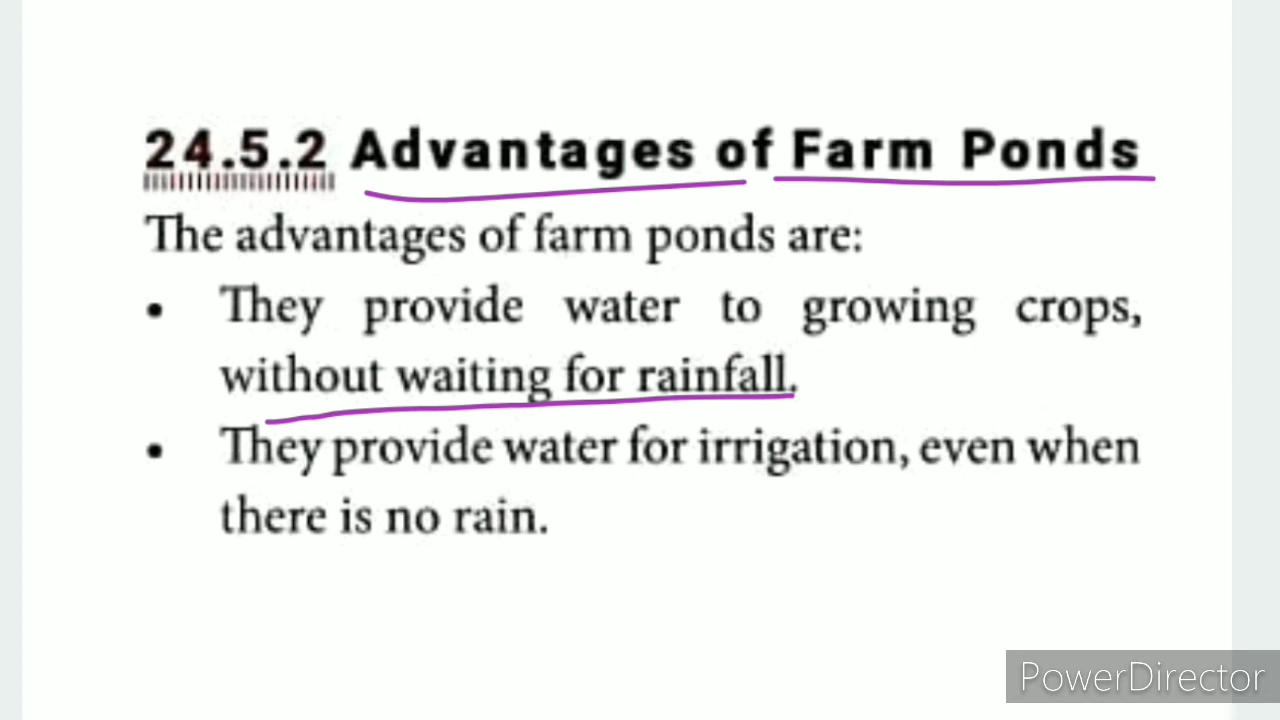 24.5.2 Advantages of Farm Ponds
The advantages of farm ponds are:
• They provide water to growing crops,
without waiting for rainfall.
• They provide water for irrigation, even when
there is no rain.
PowerDirector